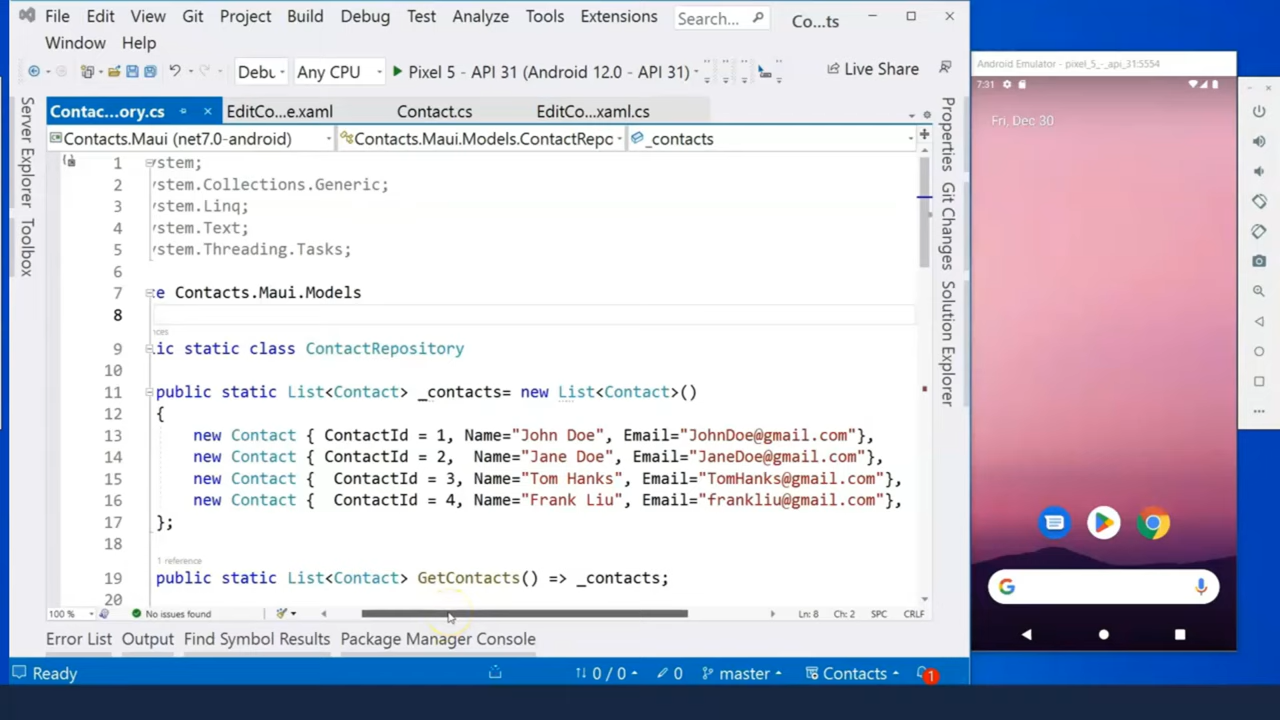 File Edit View Git Project Build Debug Test Analyze Tools Extensions Search... Co...ts
Window Help
Debu Any CPU Pixel 5 - API 31 (Android 12.0 - API 31) Live Share
Contac...ory.cs EditCo...e.xaml Contact.cs EditCo...xaml.cs
Contacts.Maui (net7.0-android) Contacts.Maui.Models.ContactRepo _contacts
Server Explorer
Toolbox
1 ystem;
2 ystem.Collections.Generic;
3 ystem.Linq;
4 ystem.Text;
5 ystem.Threading.Tasks;
6
7 e Contacts.Maui.Models
8
nces
9 ic static class ContactRepository
10
11 public static List<Contact> _contacts= new List<Contact>()
12 {
13 new Contact { ContactId = 1, Name="John Doe", Email="JohnDoe@gmail.com"},
14 new Contact { ContactId = 2, Name="Jane Doe", Email="JaneDoe@gmail.com"},
15 new Contact { ContactId = 3, Name="Tom Hanks", Email="TomHanks@gmail.com"},
16 new Contact { ContactId = 4, Name="Frank Liu", Email="frankliu@gmail.com"},
17 };
18
1 reference
19 public static List<Contact> GetContacts() => _contacts;
20
100 % No issues found Ln: 8 Ch: 2 SPC CRLF
Error List Output Find Symbol Results Package Manager Console
Ready 0 / 0 0 master Contacts 1
Properties
Git Changes
Solution Explorer
Android Emulator - pixel_5_-_api_31:5554
7:31
Fri, Dec 30